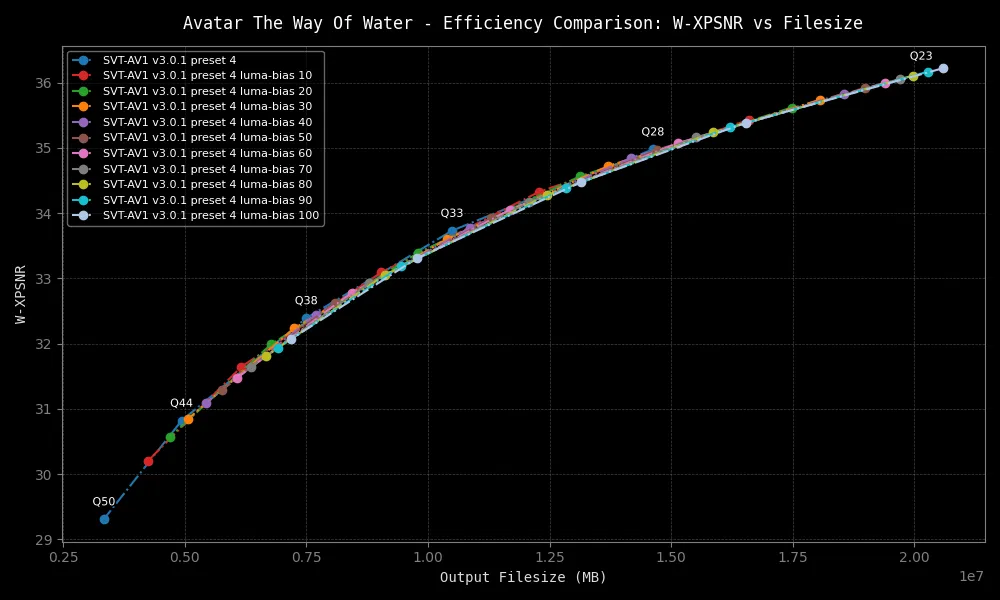 Avatar The Way Of Water - Efficiency Comparison: W-XPSNR vs Filesize
SVT-AV1 v3.0.1 preset 4
SVT-AV1 v3.0.1 preset 4 luma-bias 10
SVT-AV1 v3.0.1 preset 4 luma-bias 20
SVT-AV1 v3.0.1 preset 4 luma-bias 30
SVT-AV1 v3.0.1 preset 4 luma-bias 40
SVT-AV1 v3.0.1 preset 4 luma-bias 50
SVT-AV1 v3.0.1 preset 4 luma-bias 60
SVT-AV1 v3.0.1 preset 4 luma-bias 70
SVT-AV1 v3.0.1 preset 4 luma-bias 80
SVT-AV1 v3.0.1 preset 4 luma-bias 90
SVT-AV1 v3.0.1 preset 4 luma-bias 100
Q23
Q28
Q33
Q38
Q44
Q50
W-XPSNR
36
35
34
33
32
31
30
29
0.25
0.50
0.75
1.00
1.25
1.50
1.75
2.00
1e7
Output Filesize (MB)